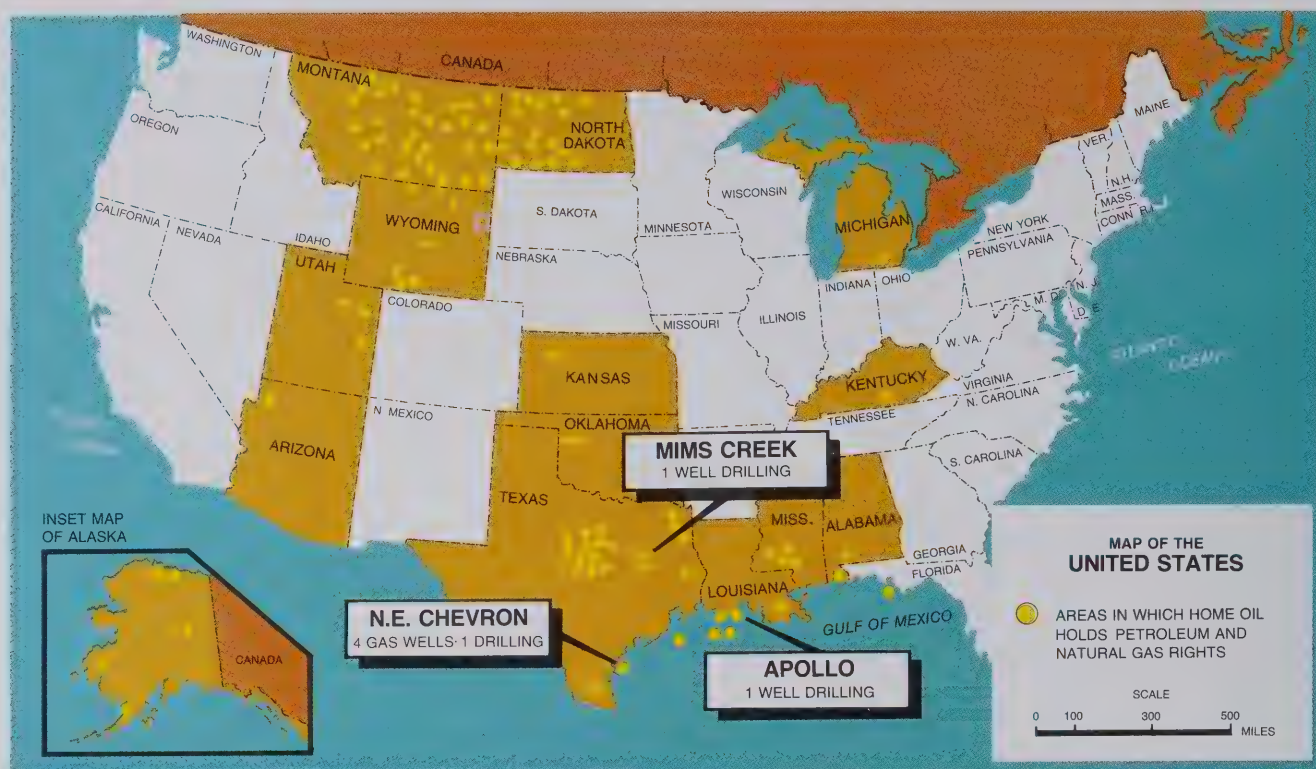 WASHINGTON
MONTANA
CANADA
OREGON
NORTH
DAKOTA
MAINE
VER.
N.H.
MASS.
CONN
R.I.
WISCONSIN
MICHIGAN
NEW YORK
PENNSYLVANIA
CALIFORNIA
NEVADA
IDAHO
WYOMING
S. DAKOTA
MINNESOTA
NEBRASKA
UTAH
COLORADO
INDIANA
OHIO
N.J.
M.D.
D.E.
ILLINOIS
MISSOURI
W. VA.
ATLANTIC
OCEAN
KANSAS
KENTUCKY
VIRGINIA
N. CAROLINA
TENNESSEE
N MEXICO
OKLAHOMA
ARIZONA
MIMS CREEK
1 WELL DRILLING
S. CAROLINA
TEXAS
MISS.
ALABAMA
GEORGIA
FLORIDA
LOUISIANA
GULF OF MEXICO
INSET MAP
OF ALASKA
CANADA
N.E. CHEVRON
4 GAS WELLS·1 DRILLING
APOLLO
1 WELL DRILLING
MAP OF THE
UNITED STATES
AREAS IN WHICH HOME OIL
HOLDS PETROLEUM AND
NATURAL GAS RIGHTS
SCALE
0 100 300 500
MILES